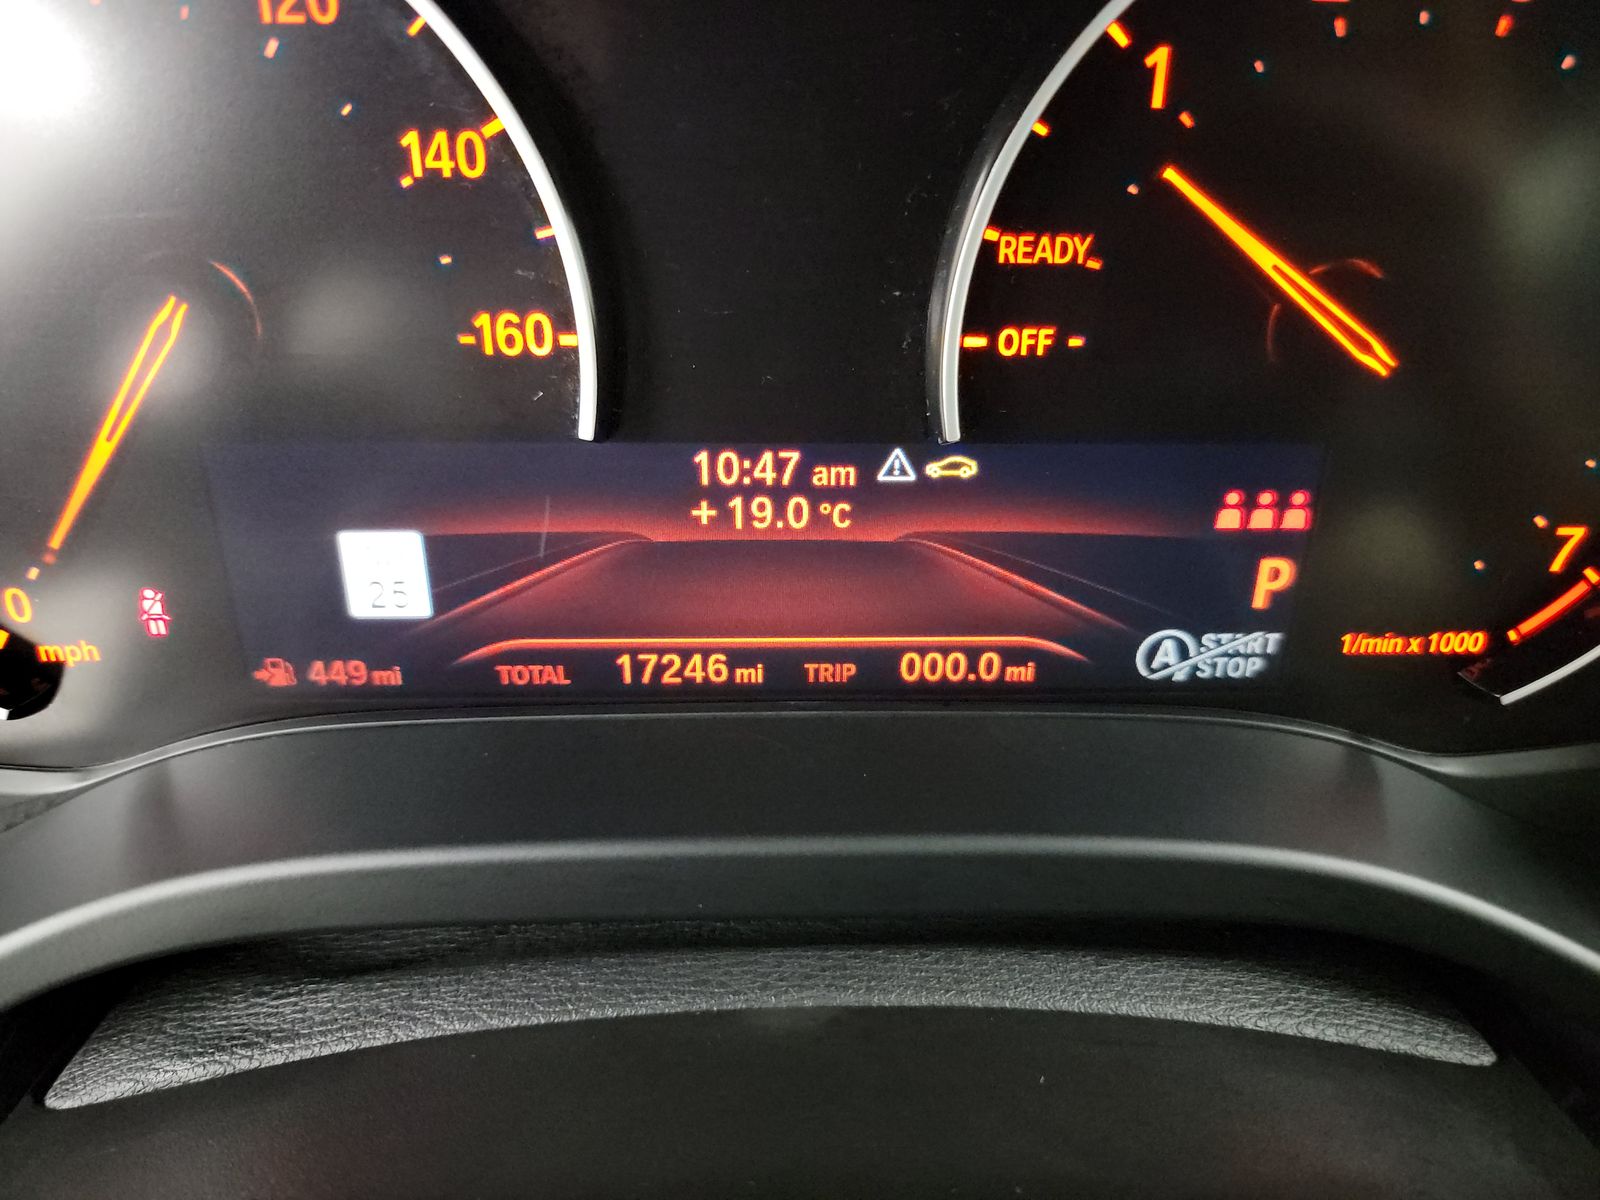 120
140
160
0
mph
1
READY
OFF
7
1/min x 1000
10:47 am
+19.0 °C
25
P
449 mi
TOTAL 17246 mi TRIP 000.0 mi
A START
STOP